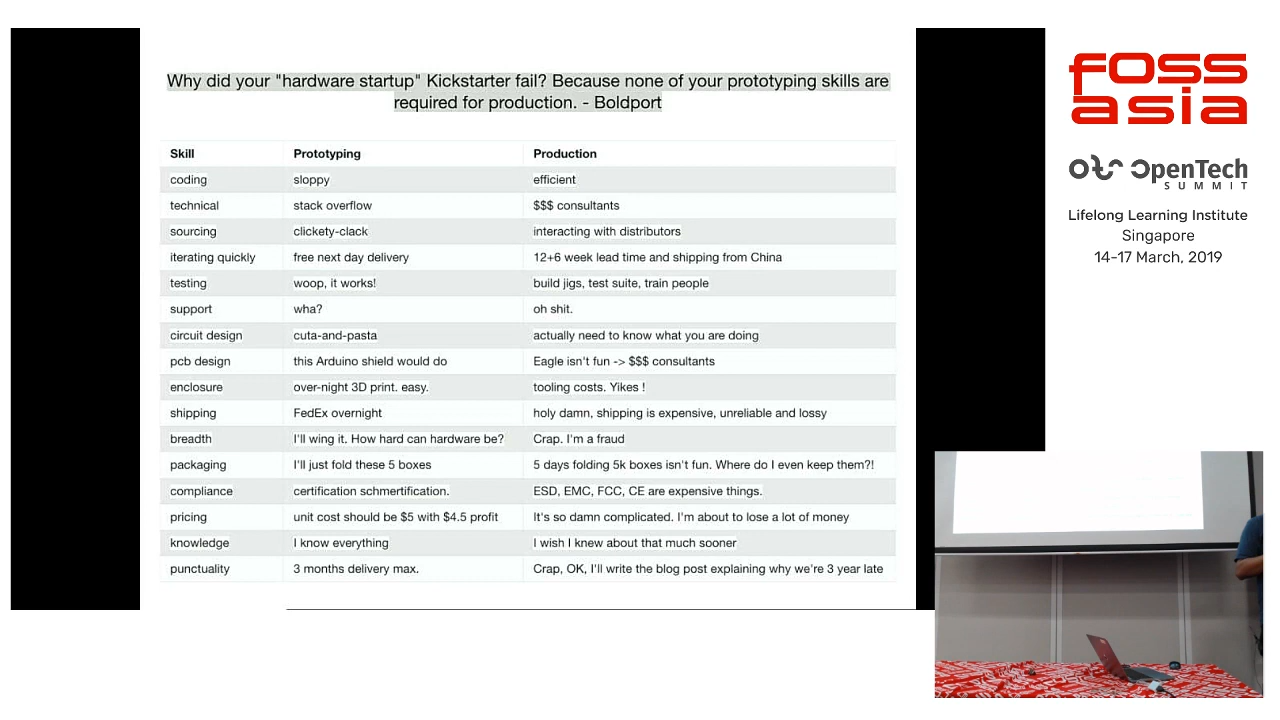 Why did your "hardware startup" Kickstarter fail? Because none of your prototyping skills are
required for production. - Boldport
Skill Prototyping Production
coding sloppy efficient
technical stack overflow $$$ consultants
sourcing clickety-clack interacting with distributors
iterating quickly free next day delivery 12+6 week lead time and shipping from China
testing woop, it works! build jigs, test suite, train people
support wha? oh shit.
circuit design cuta-and-pasta actually need to know what you are doing
pcb design this Arduino shield would do Eagle isn't fun -> $$$ consultants
enclosure over-night 3D print. easy. tooling costs. Yikes !
shipping FedEx overnight holy damn, shipping is expensive, unreliable and lossy
breadth I'll wing it. How hard can hardware be? Crap. I'm a fraud
packaging I'll just fold these 5 boxes 5 days folding 5k boxes isn't fun. Where do I even keep them?!
compliance certification schmertification. ESD, EMC, FCC, CE are expensive things.
pricing unit cost should be $5 with $4.5 profit It's so damn complicated. I'm about to lose a lot of money
knowledge I know everything I wish I knew about that much sooner
punctuality 3 months delivery max. Crap, OK, I'll write the blog post explaining why we're 3 year late
FOSS
asia
OpenTech
SUMMIT
Lifelong Learning Institute
Singapore
14-17 March, 2019